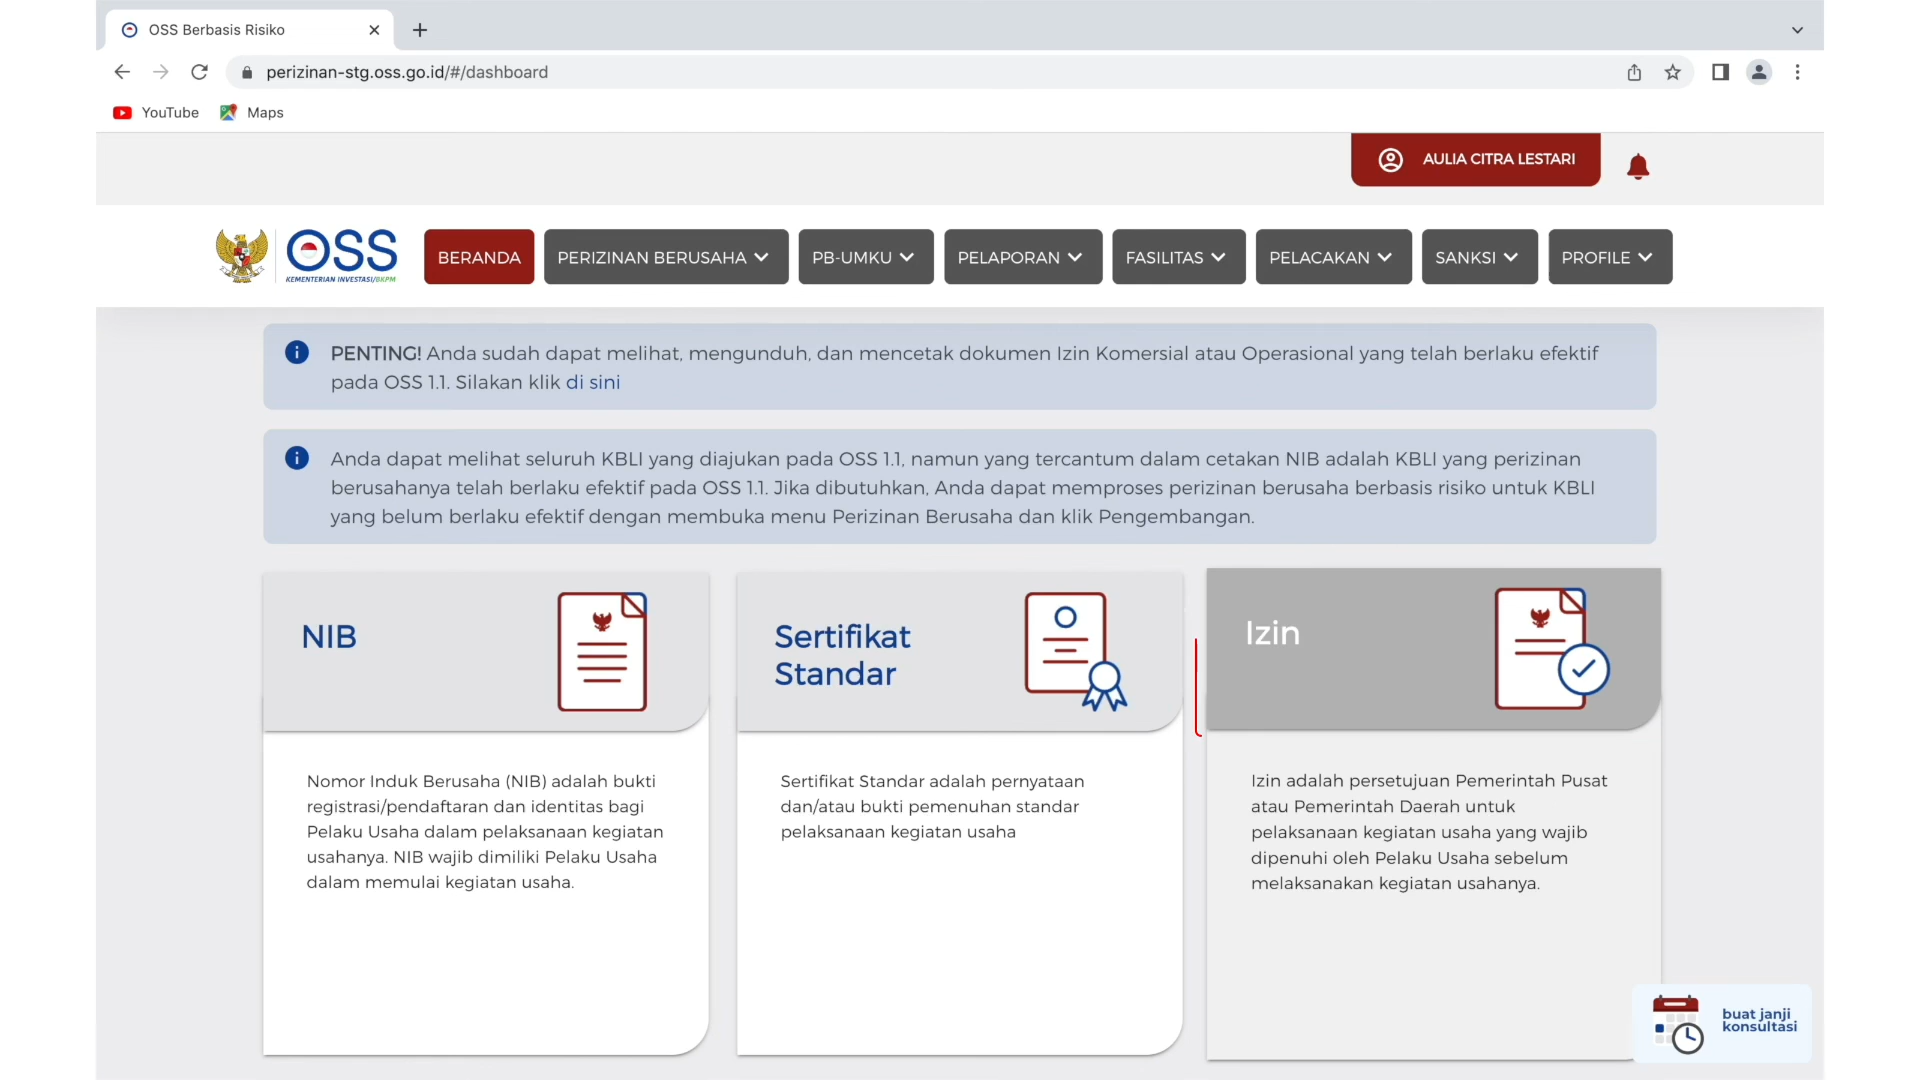 OSS Berbasis Risiko
perizinan-stg.oss.go.id/#/dashboard
YouTube
Maps
AULIA CITRA LESTARI
OSS
KEMENTERIAN INVESTASI/BKPM
BERANDA
PERIZINAN BERUSAHA
PB-UMKU
PELAPORAN
FASILITAS
PELACAKAN
SANKSI
PROFILE
PENTING! Anda sudah dapat melihat, mengunduh, dan mencetak dokumen Izin Komersial atau Operasional yang telah berlaku efektif
pada OSS 1.1. Silakan klik di sini
Anda dapat melihat seluruh KBLI yang diajukan pada OSS 1.1, namun yang tercantum dalam cetakan NIB adalah KBLI yang perizinan
berusahanya telah berlaku efektif pada OSS 1.1. Jika dibutuhkan, Anda dapat memproses perizinan berusaha berbasis risiko untuk KBLI
yang belum berlaku efektif dengan membuka menu Perizinan Berusaha dan klik Pengembangan.
NIB
Nomor Induk Berusaha (NIB) adalah bukti
registrasi/pendaftaran dan identitas bagi
Pelaku Usaha dalam pelaksanaan kegiatan
usahanya. NIB wajib dimiliki Pelaku Usaha
dalam memulai kegiatan usaha.
Sertifikat
Standar
Sertifikat Standar adalah pernyataan
dan/atau bukti pemenuhan standar
pelaksanaan kegiatan usaha
Izin
Izin adalah persetujuan Pemerintah Pusat
atau Pemerintah Daerah untuk
pelaksanaan kegiatan usaha yang wajib
dipenuhi oleh Pelaku Usaha sebelum
melaksanakan kegiatan usahanya.
buat janji
konsultasi